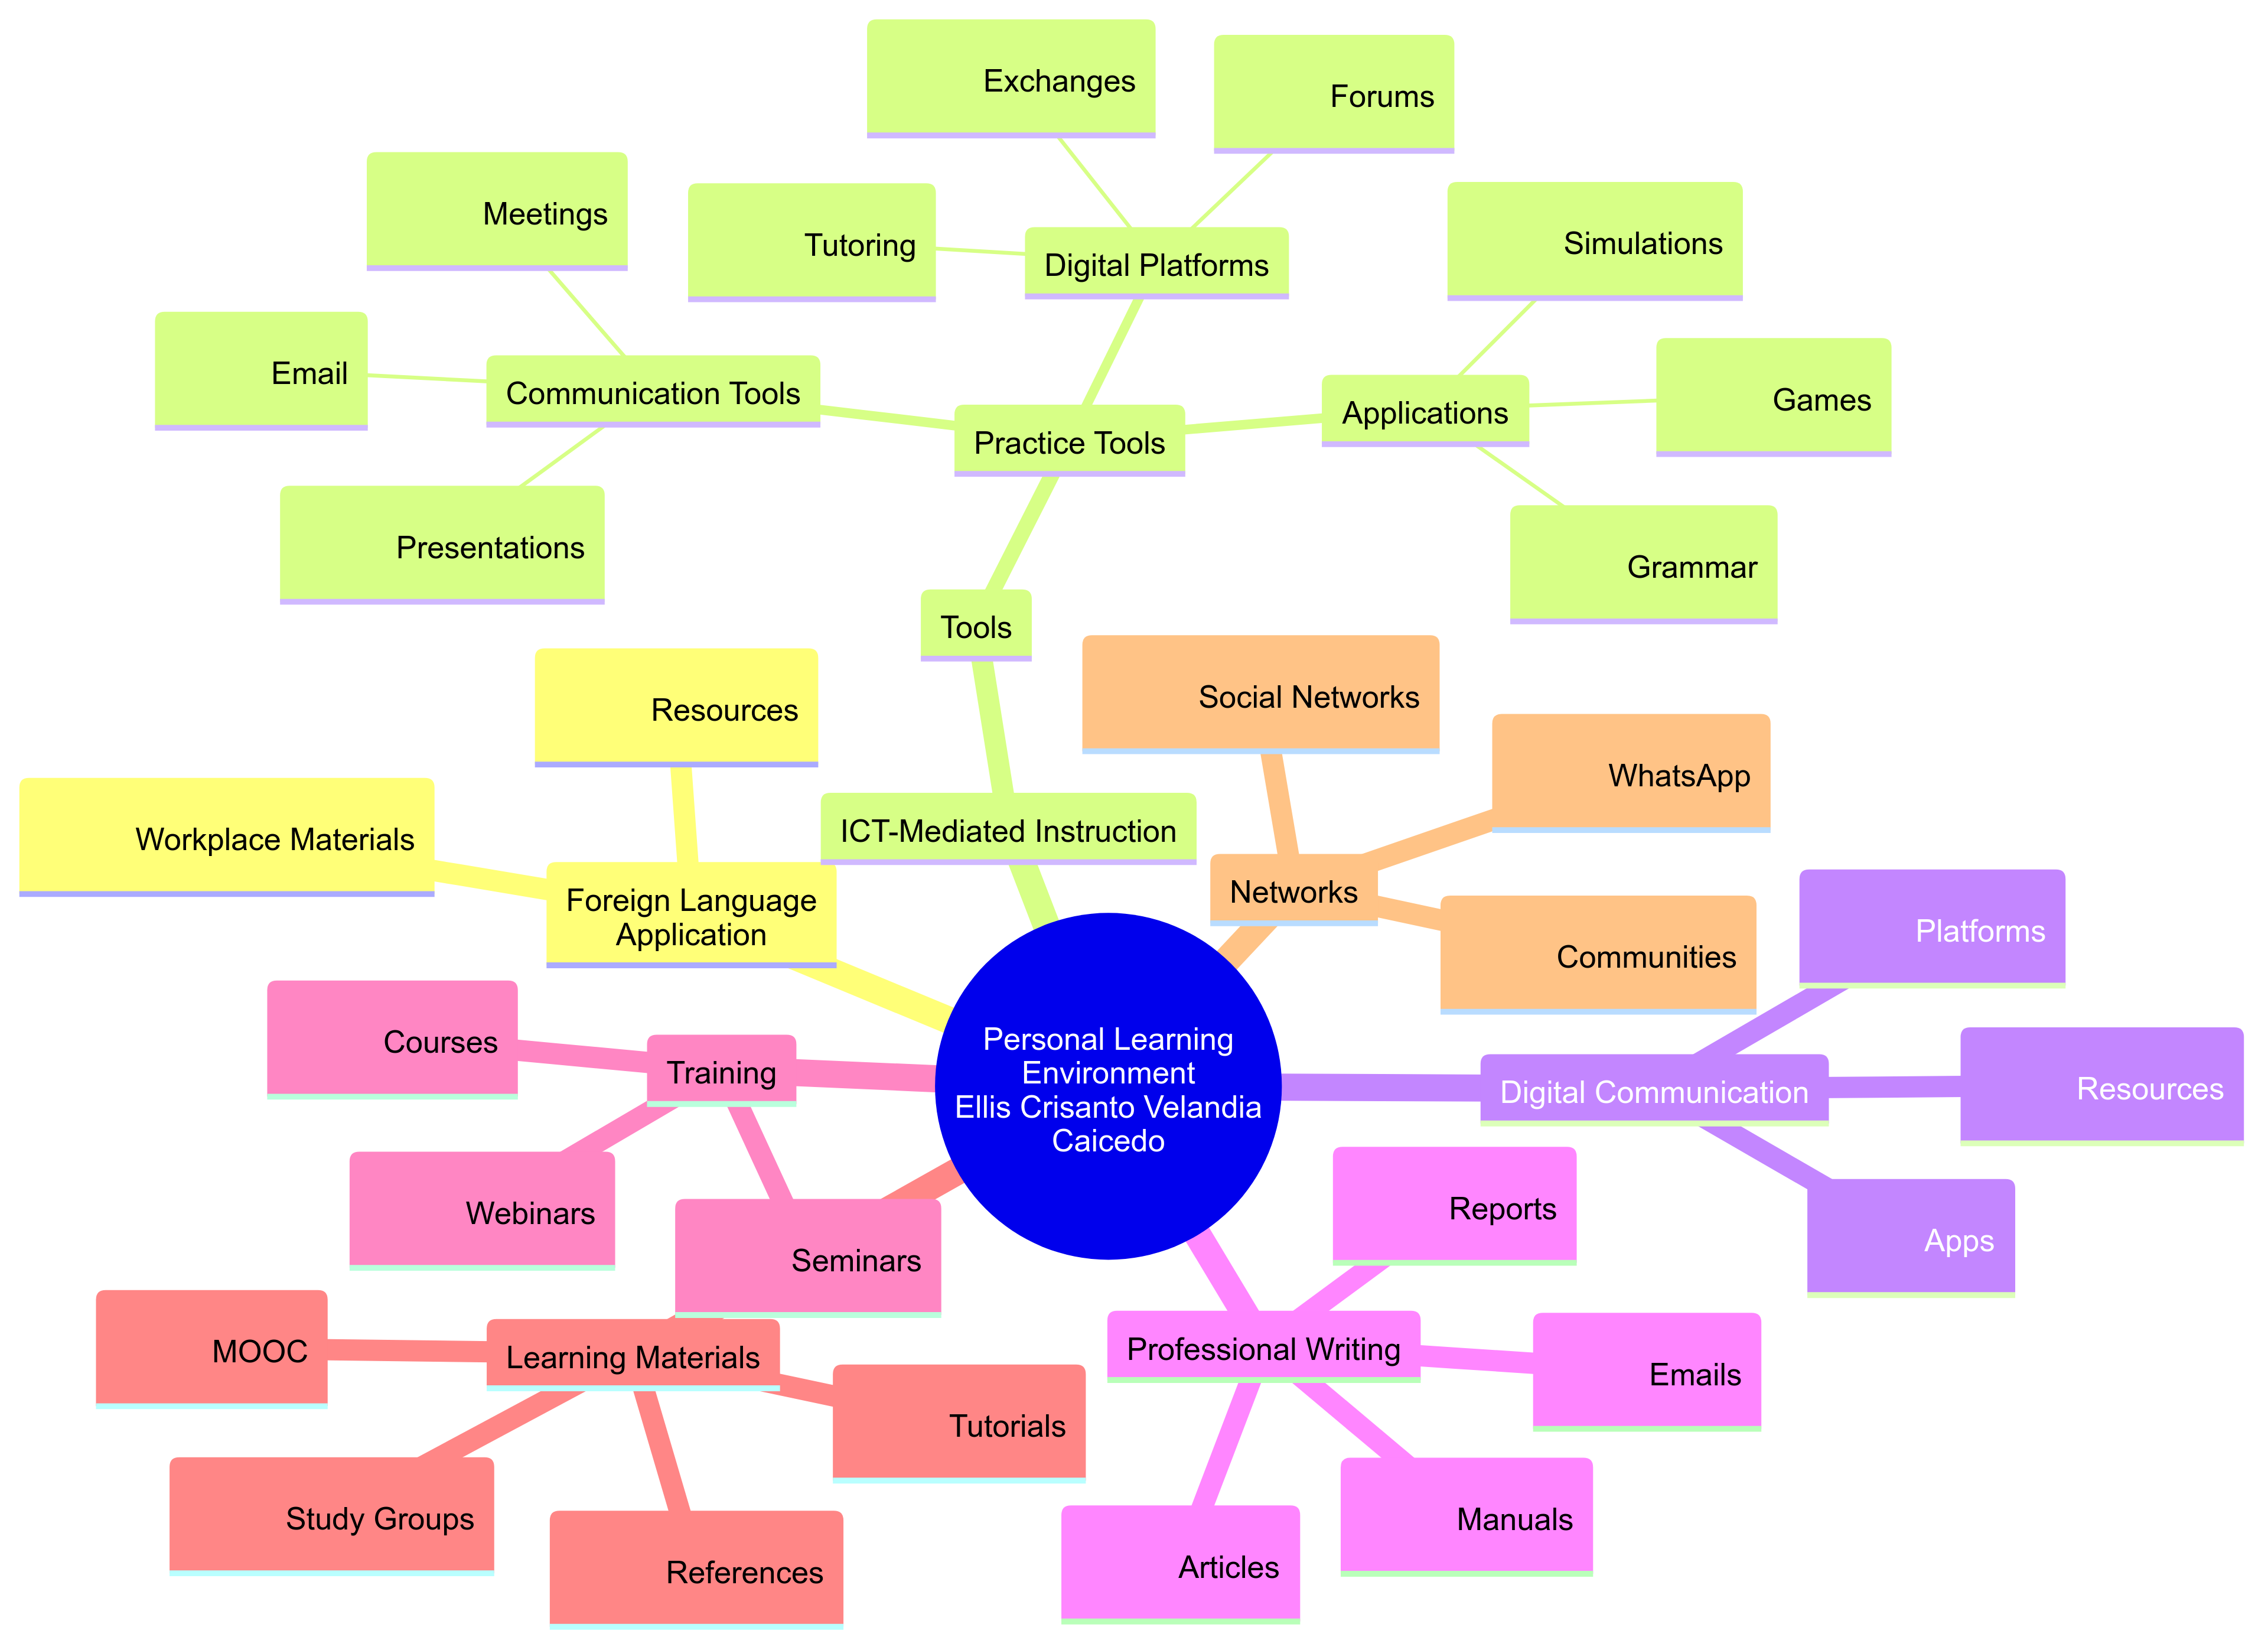 Exchanges
Forums
Meetings
Tutoring
Simulations
Digital Platforms
Email
Communication Tools
Games
Applications
Practice Tools
Presentations
Grammar
Tools
Social Networks
Resources
WhatsApp
Workplace Materials
ICT-Mediated Instruction
Networks
Foreign Language
Application
Platforms
Communities
Courses
Training
Personal Learning
Environment
Ellis Crisanto Velandia
Caicedo
Digital Communication
Resources
Webinars
Seminars
Reports
Apps
MOOC
Learning Materials
Professional Writing
Emails
Tutorials
Study Groups
References
Articles
Manuals